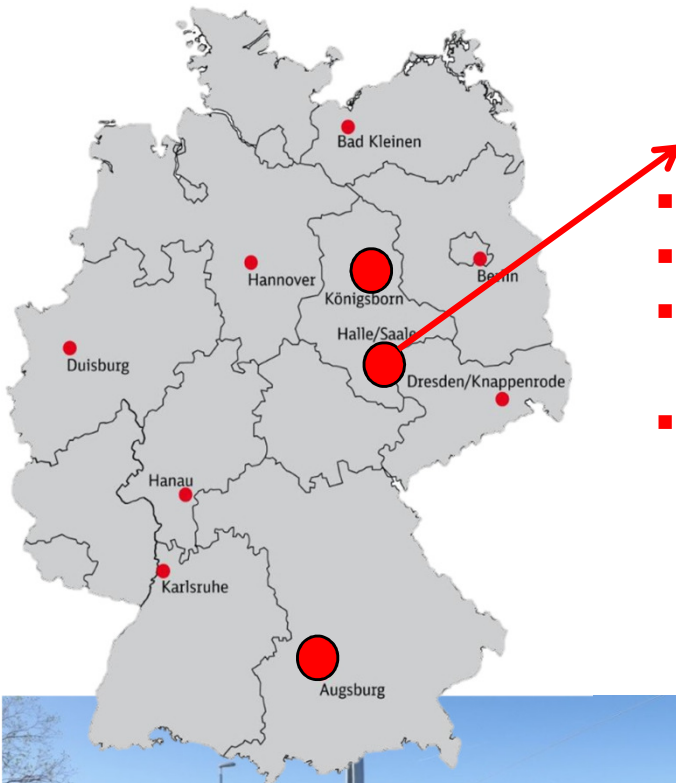 Bad Kleinen
Hannover
Berlin
Königsborn
Halle/Saale
Duisburg
Dresden/Knappenrode
Hanau
Karlsruhe
Augsburg